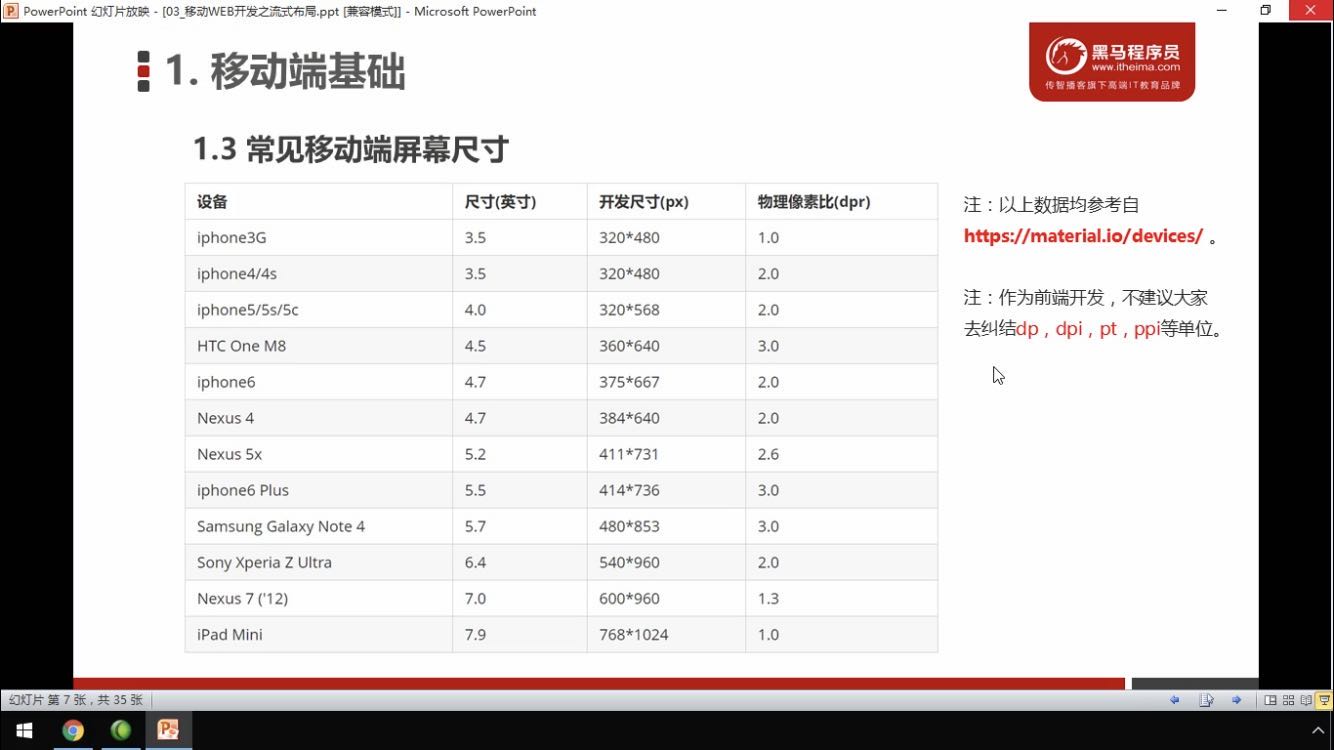 PowerPoint 幻灯片放映 - [03_移动WEB开发之流式布局.ppt [兼容模式]] - Microsoft PowerPoint
1. 移动端基础
黑马程序员
www.itheima.com
传智播客旗下高端IT教育品牌
1.3 常见移动端屏幕尺寸
设备 尺寸(英寸) 开发尺寸(px) 物理像素比(dpr)
iphone3G 3.5 320*480 1.0
iphone4/4s 3.5 320*480 2.0
iphone5/5s/5c 4.0 320*568 2.0
HTC One M8 4.5 360*640 3.0
iphone6 4.7 375*667 2.0
Nexus 4 4.7 384*640 2.0
Nexus 5x 5.2 411*731 2.6
iphone6 Plus 5.5 414*736 3.0
Samsung Galaxy Note 4 5.7 480*853 3.0
Sony Xperia Z Ultra 6.4 540*960 2.0
Nexus 7 ('12) 7.0 600*960 1.3
iPad Mini 7.9 768*1024 1.0
注：以上数据均参考自
https://material.io/devices/ 。
注：作为前端开发，不建议大家
去纠结dp，dpi，pt，ppi等单位。
幻灯片 第 7 张，共 35 张